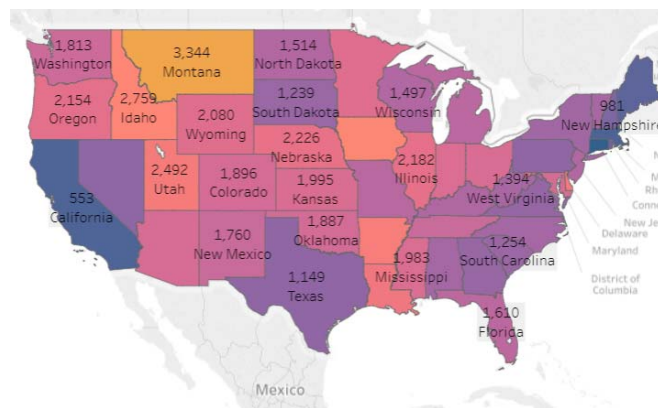 1,813
Washington
3,344
Montana
1,514
North Dakota
2,154
Oregon
2,759
Idaho
2,080
Wyoming
1,239
South Dakota
1,497
Wisconsin
981
New Hampshire
2,226
Nebraska
2,492
Utah
1,896
Colorado
1,995
Kansas
2,182
Illinois
1,394
West Virginia
553
California
1,760
New Mexico
1,887
Oklahoma
1,983
Mississippi
1,254
South Carolina
1,149
Texas
1,610
Florida
N
M
Rh
Conne
New Je
Delaware
Maryland
District of
Columbia
Mexico